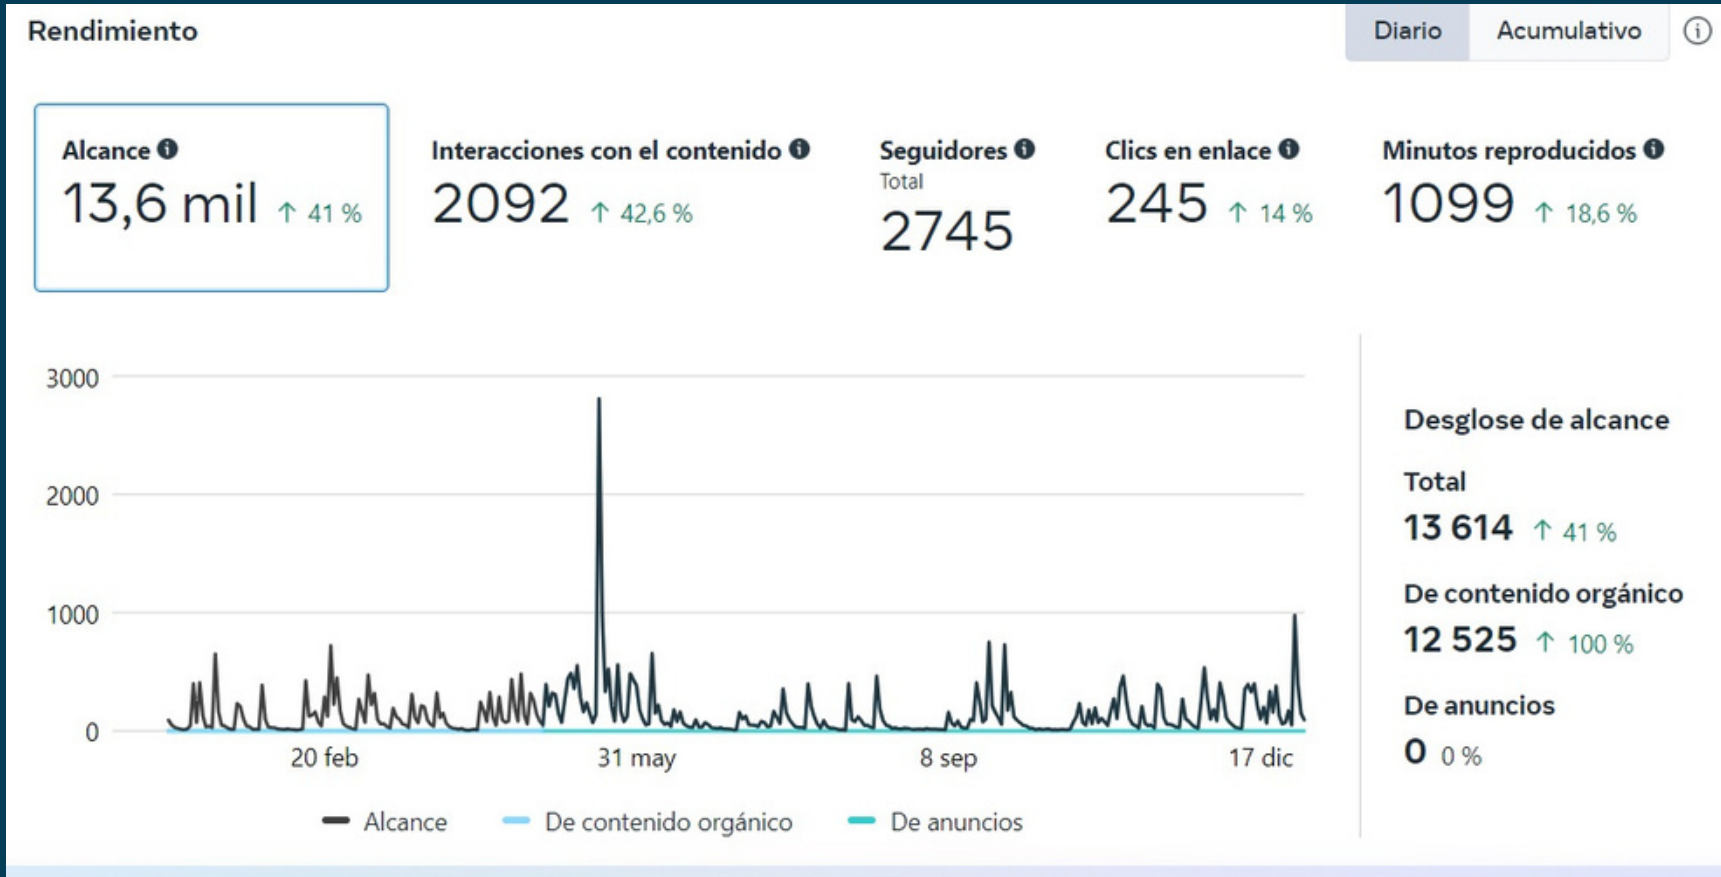 Rendimiento
Diario Acumulativo
Alcance
13,6 mil ↑ 41 %
Interacciones con el contenido
2092 ↑ 42,6 %
Seguidores
Total
2745
Clics en enlace
245 ↑ 14 %
Minutos reproducidos
1099 ↑ 18,6 %
3000
2000
1000
0
20 feb 31 may 8 sep 17 dic
Alcance De contenido orgánico De anuncios
Desglose de alcance
Total
13 614 ↑ 41 %
De contenido orgánico
12 525 ↑ 100 %
De anuncios
0 0 %